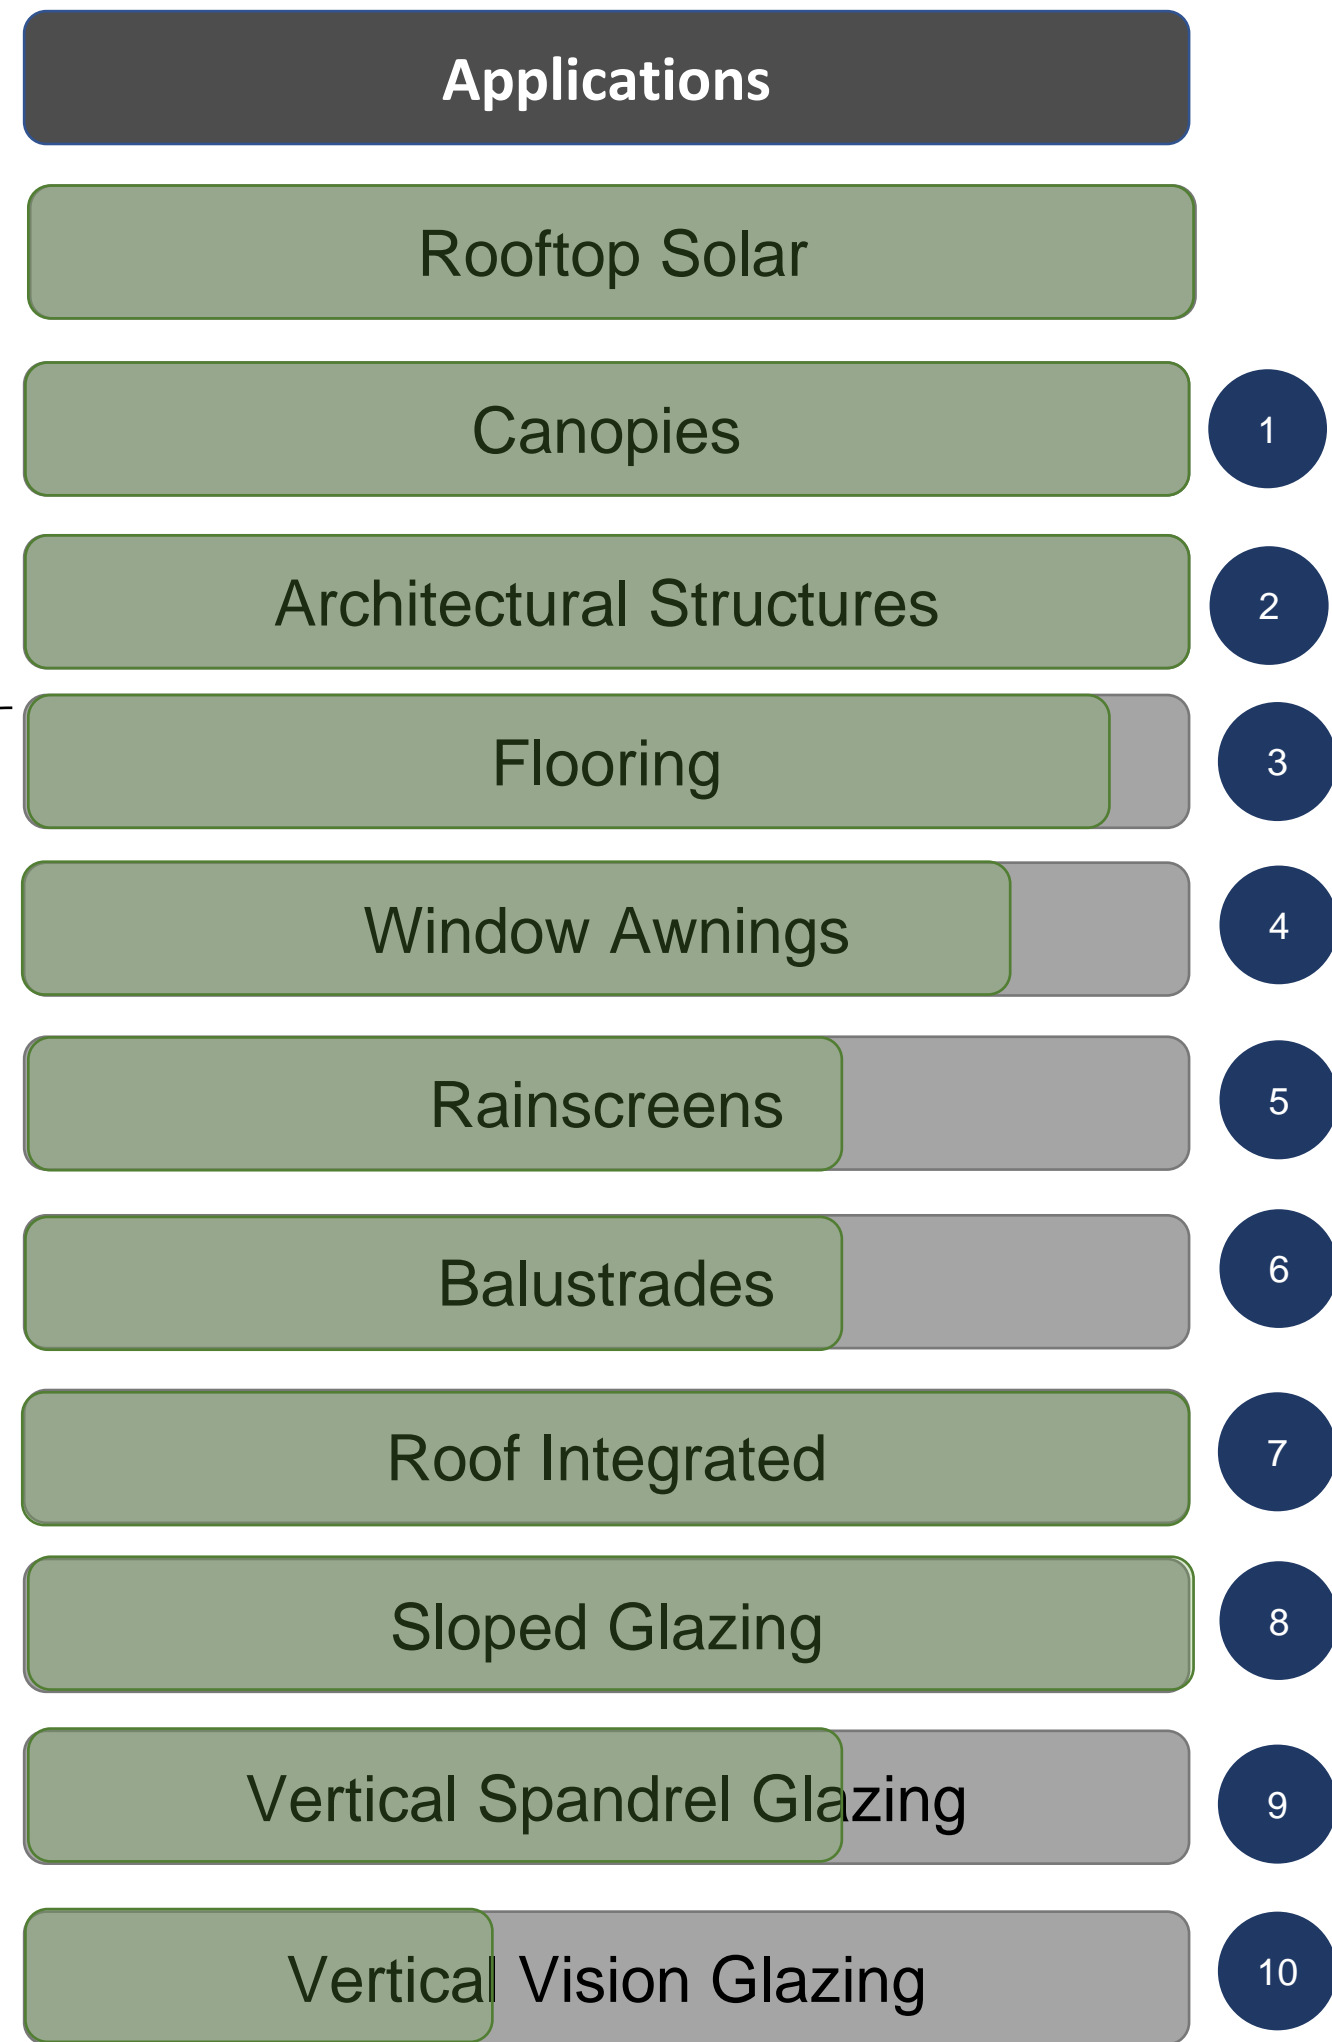 Applications
Rooftop Solar
Canopies
1
Architectural Structures
2
Flooring
3
Window Awnings
4
Rainscreens
5
Balustrades
6
Roof Integrated
7
Sloped Glazing
8
Vertical Spandrel Glazing
9
Vertical Vision Glazing
10